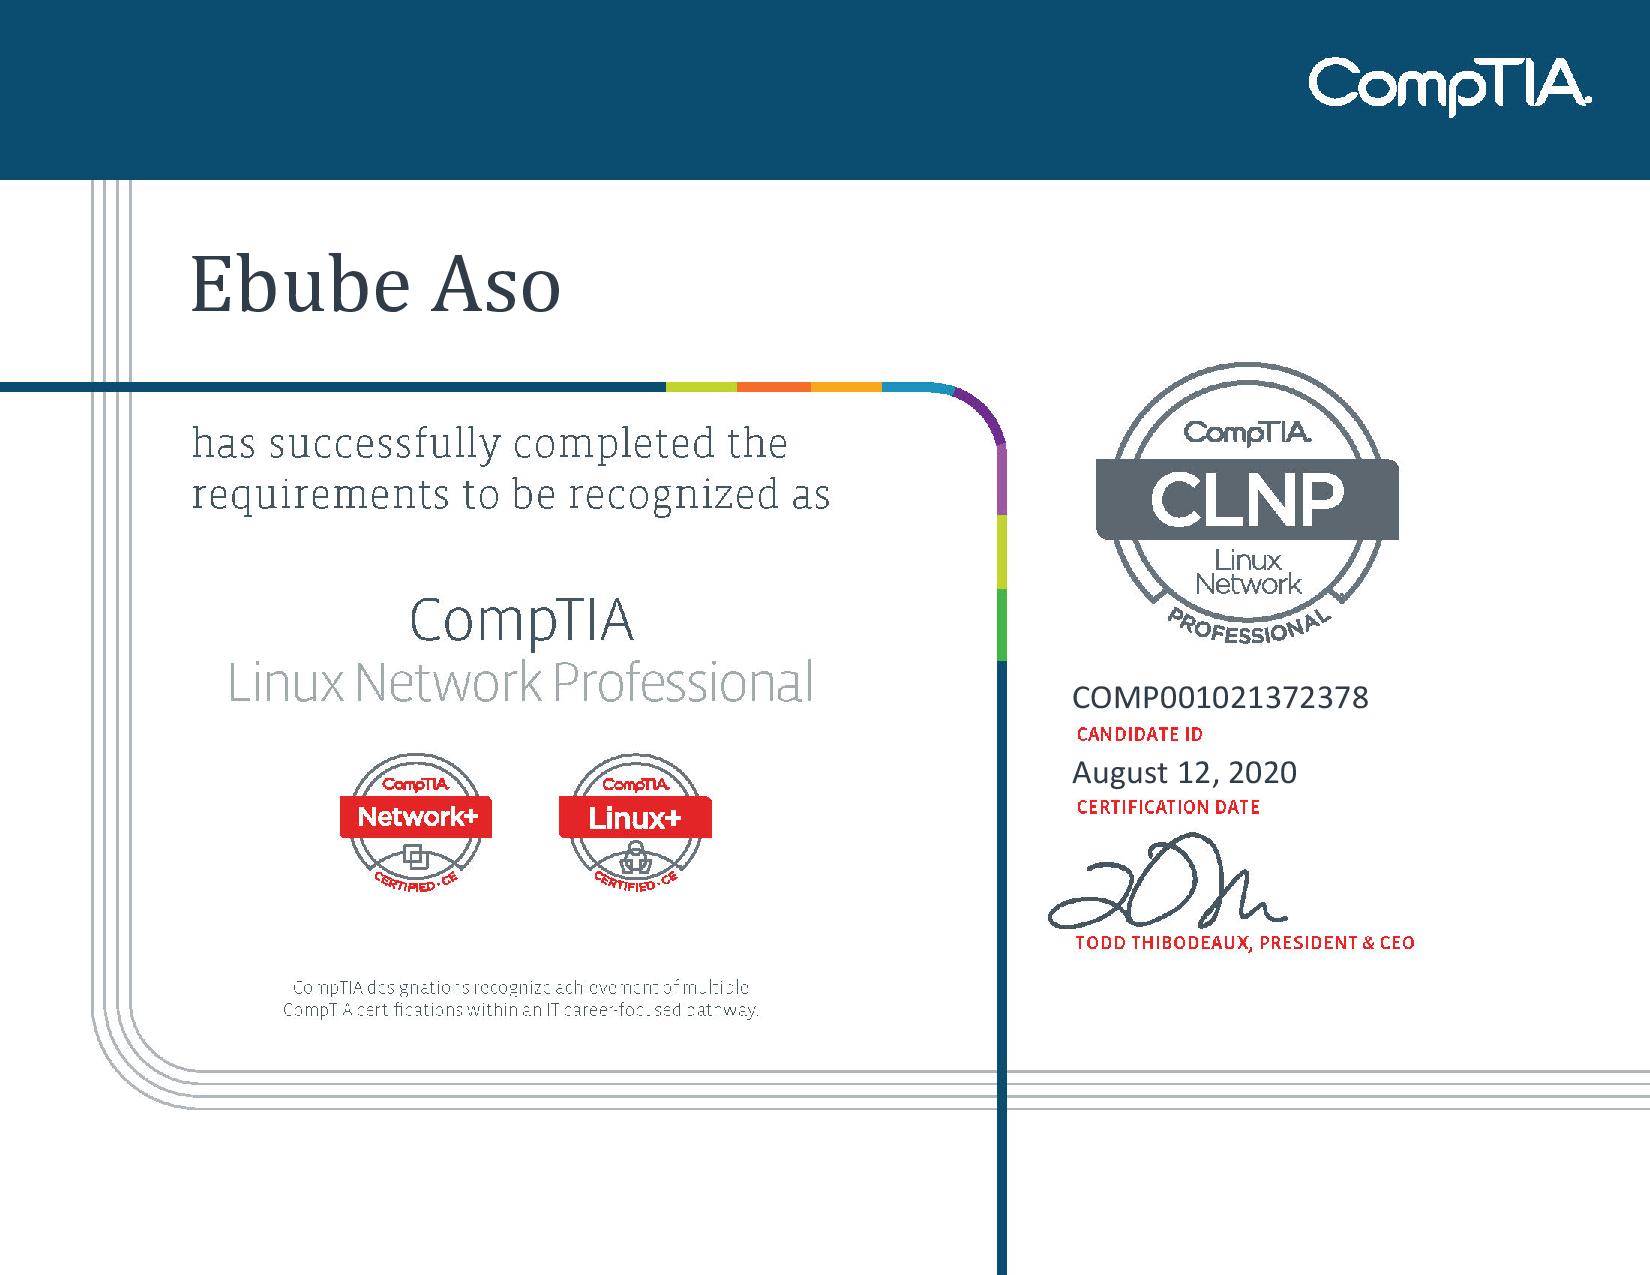 CompTIA.
Ebube Aso
has successfully completed the
requirements to be recognized as
CompTIA
Linux Network Professional
CompTIA
Network+
CERTIFIED · CE
CompTIA
Linux+
CERTIFIED · CE
CompTIA designations recognize achievement of multiple
CompTIA certifications within an IT career-focused pathway.
CompTIA.
CLNP
Linux
Network
PROFESSIONAL
COMP001021372378
CANDIDATE ID
August 12, 2020
CERTIFICATION DATE
TODD THIBODEAUX, PRESIDENT & CEO